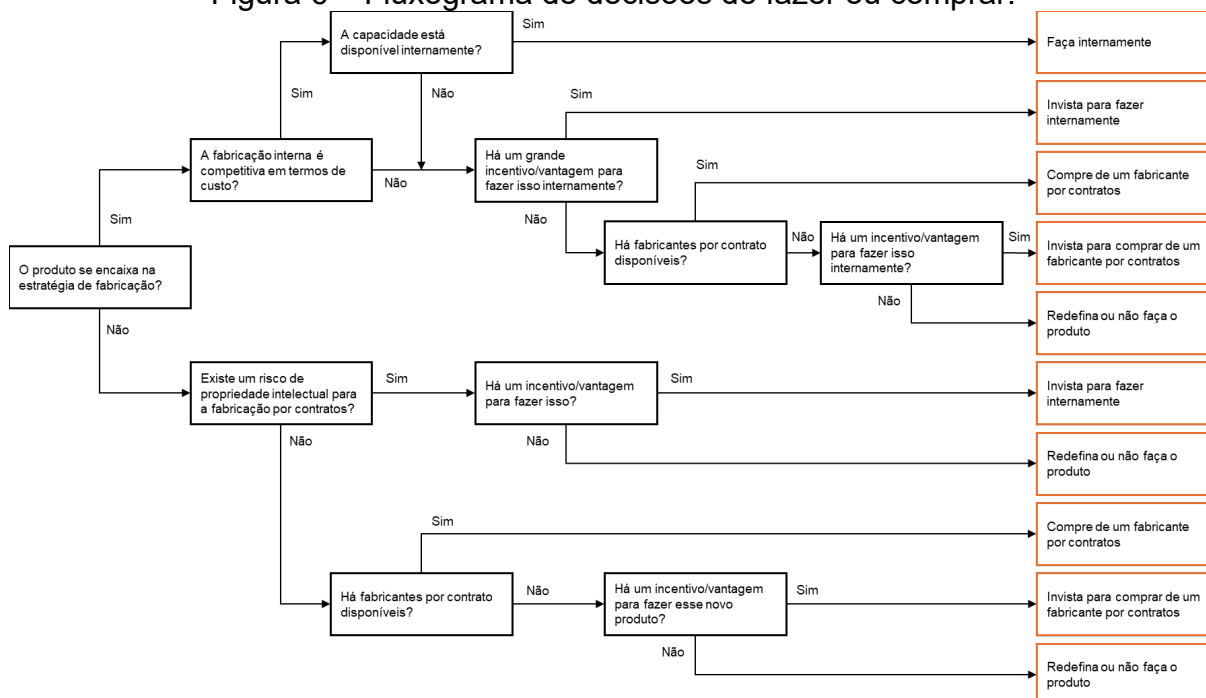 Figura – Fluxograma de decisões de fazer ou comprar.
A capacidade está
disponível internamente?
Sim
Faça internamente
Sim
Não
Sim
Invista para fazer
internamente
A fabricação interna é
competitiva em termos de
custo?
Não
Há um grande
incentivo/vantagem para
fazer isso internamente?
Sim
Compre de um fabricante
por contratos
Sim
Não
Há fabricantes por contrato
disponíveis?
Não
Há um incentivo/vantagem
para fazer isso
internamente?
Sim
Invista para comprar de um
fabricante por contratos
O produto se encaixa na
estratégia de fabricação?
Não
Não
Redefina ou não faça o
produto
Existe um risco de
propriedade intelectual para
a fabricação por contratos?
Sim
Há um incentivo/vantagem
para fazer isso?
Sim
Invista para fazer
internamente
Não
Não
Redefina ou não faça o
produto
Sim
Compre de um fabricante
por contratos
Há fabricantes por contrato
disponíveis?
Não
Há um incentivo/vantagem
para fazer esse novo
produto?
Sim
Invista para comprar de um
fabricante por contratos
Não
Redefina ou não faça o
produto